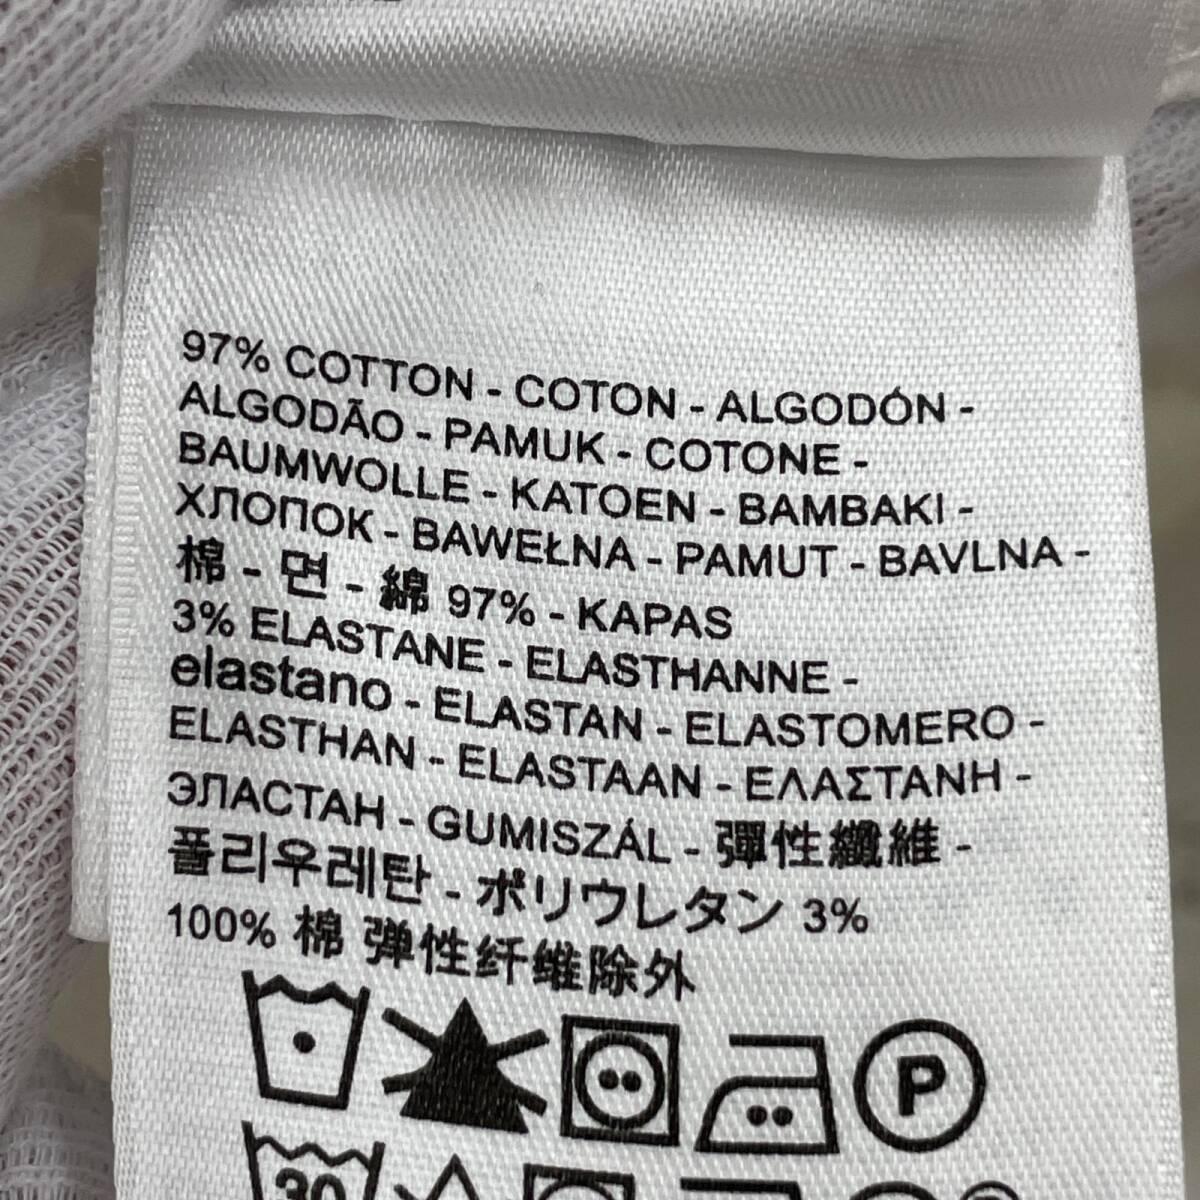 97% COTTON - COTON - ALGODÓN -
ALGODÃO - PAMUK - COTONE -
BAUMWOLLE - KATOEN - BAMBAKI -
ХЛОПОК - BAWEŁNA - PAMUT - BAVLNA -
棉 - 면 - 綿 97% - KAPAS
3% ELASTANE - ELASTHANNE -
elastano - ELASTAN - ELASTOMERO -
ELASTHAN - ELASTAAN - ΕΛΑΣΤΑΝΗ -
ЭЛАСТАН - GUMISZÁL - 彈性纖維 -
폴리우레탄 - ポリウレタン 3%
100% 棉 弹性纤维除外
P
30